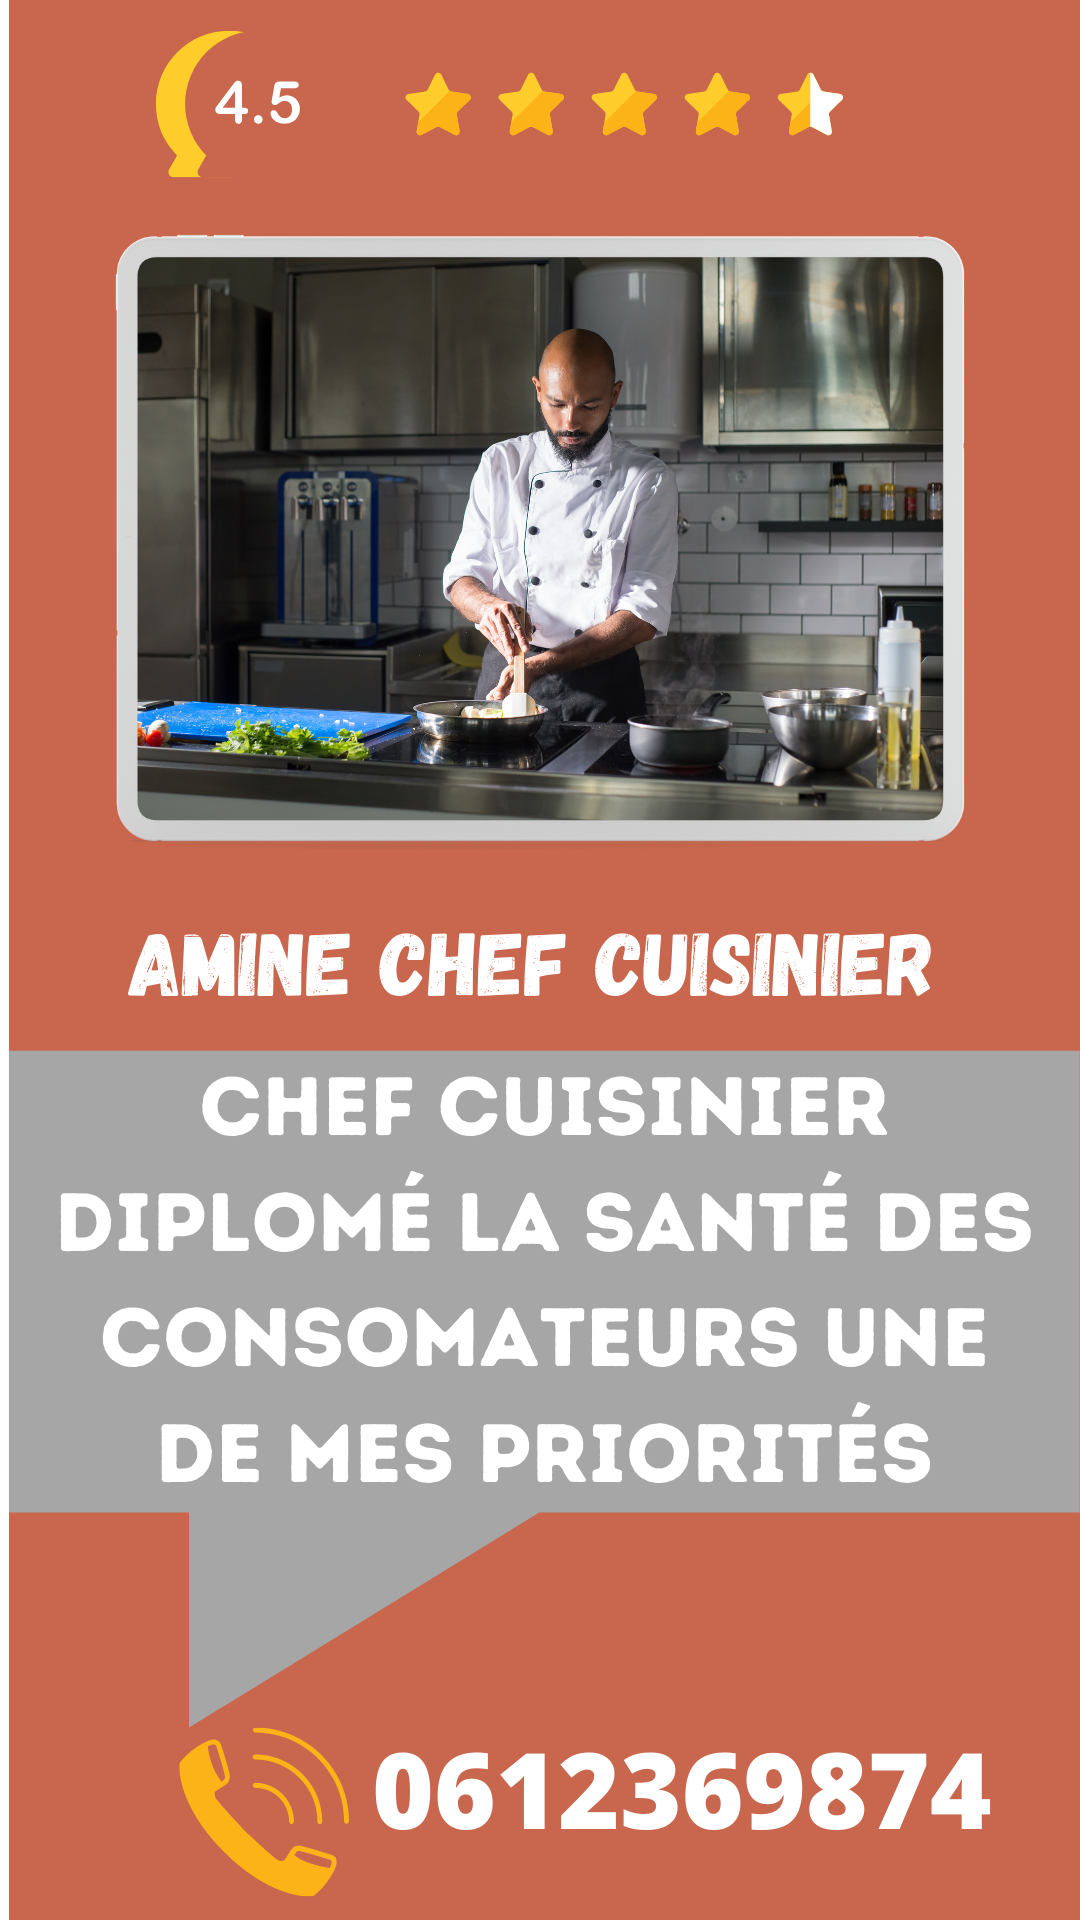 4.5
AMINE CHEF CUISINIER
CHEF CUISINIER
DIPLOMÉ LA SANTÉ DES
CONSOMATEURS UNE
DE MES PRIORITÉS
0612369874